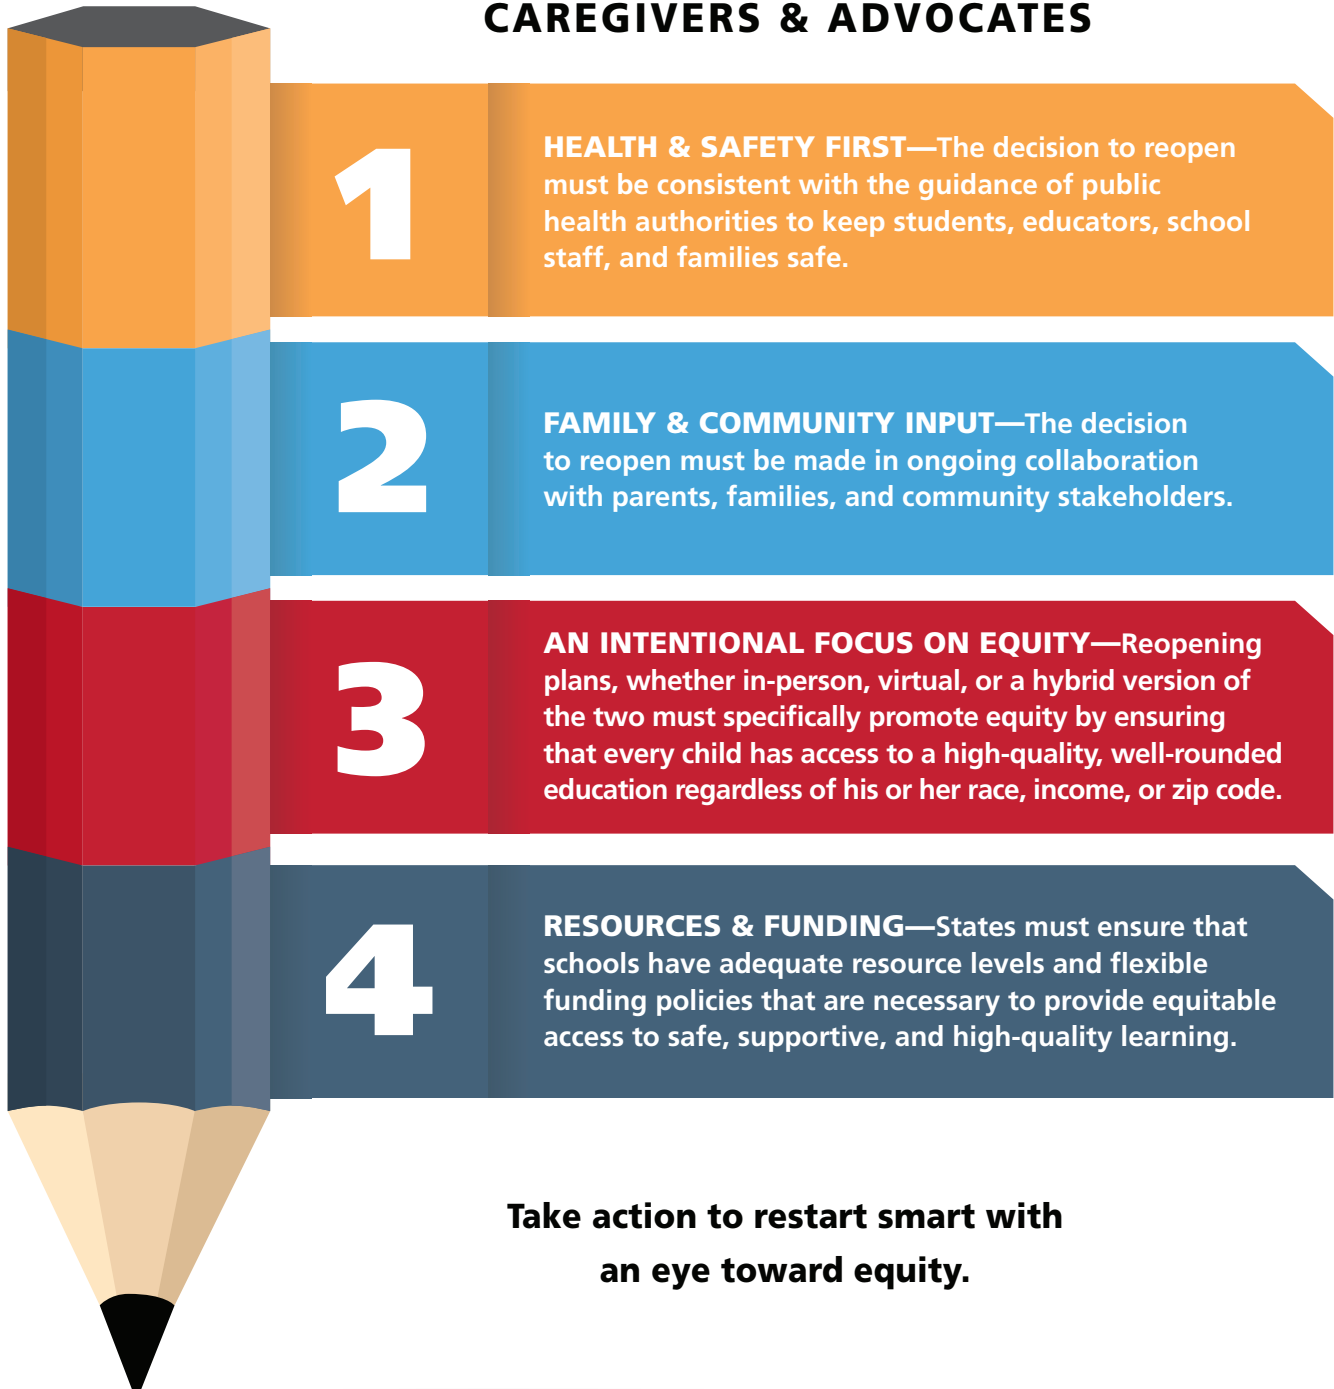 CAREGIVERS & ADVOCATES
1
HEALTH & SAFETY FIRST—The decision to reopen
must be consistent with the guidance of public
health authorities to keep students, educators, school
staff, and families safe.
2
FAMILY & COMMUNITY INPUT—The decision
to reopen must be made in ongoing collaboration
with parents, families, and community stakeholders.
3
AN INTENTIONAL FOCUS ON EQUITY—Reopening
plans, whether in-person, virtual, or a hybrid version of
the two must specifically promote equity by ensuring
that every child has access to a high-quality, well-rounded
education regardless of his or her race, income, or zip code.
4
RESOURCES & FUNDING—States must ensure that
schools have adequate resource levels and flexible
funding policies that are necessary to provide equitable
access to safe, supportive, and high-quality learning.
Take action to restart smart with
an eye toward equity.